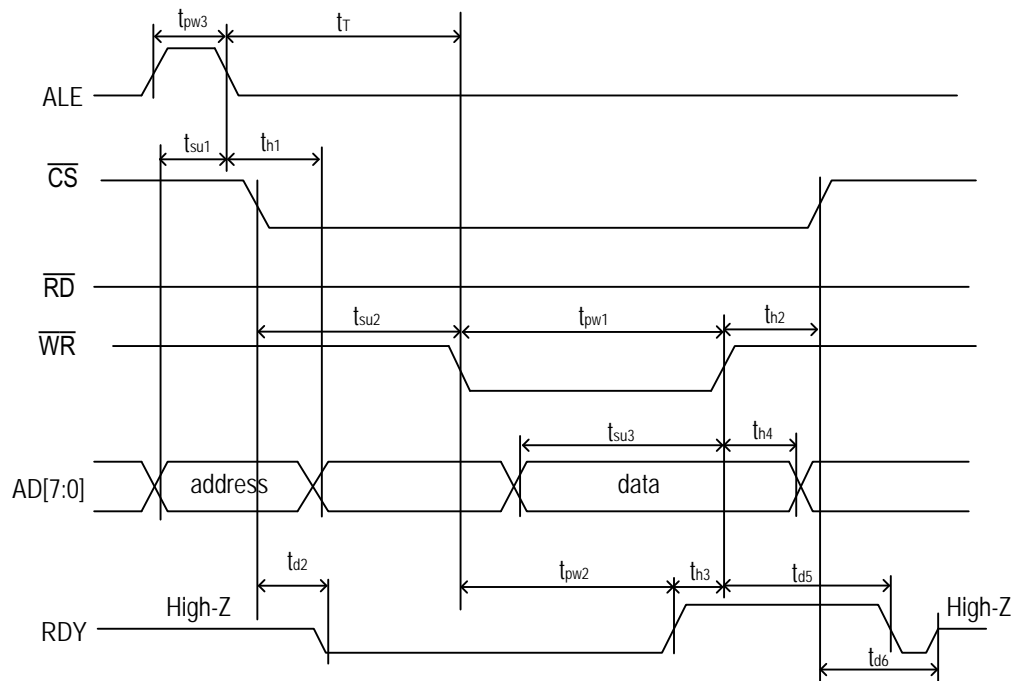 tpw3 tT
ALE
tsu1 th1
CS
RD
tsu2 tpw1 th2
WR
tsu3 th4
AD[7:0] address data
td2 tpw2 th3 td5
High-Z High-Z
RDY
td6